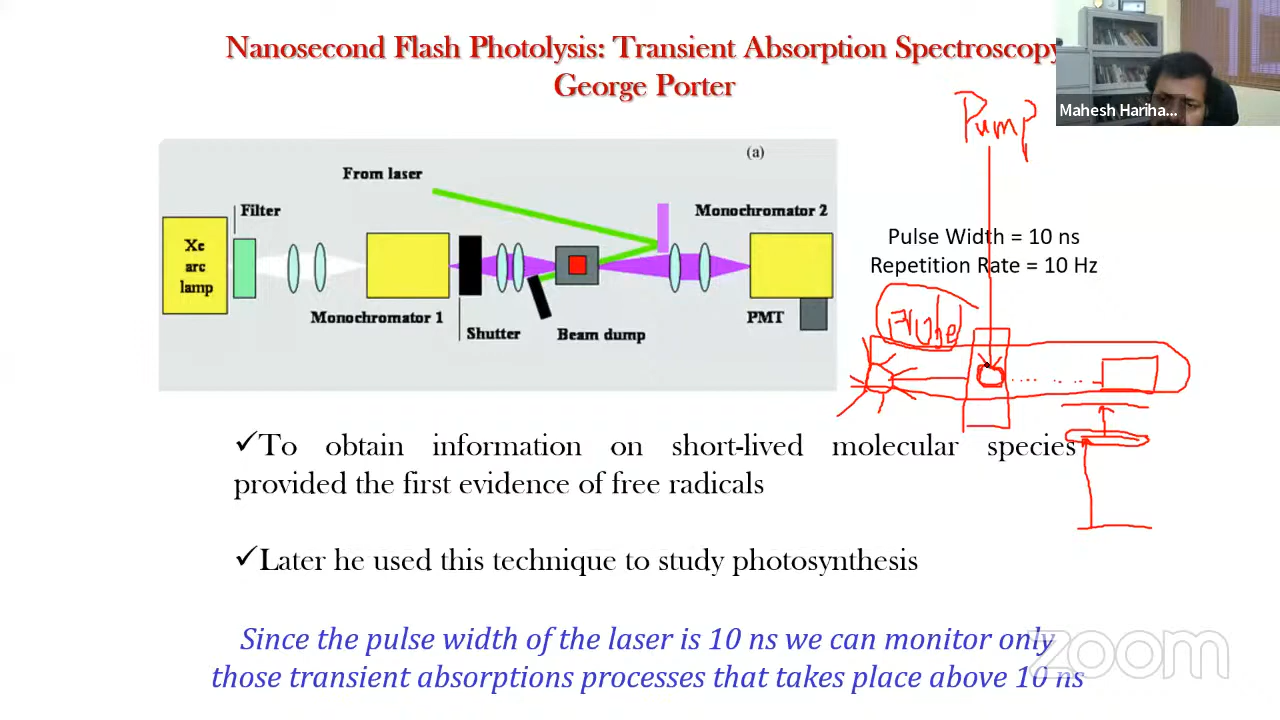 Nanosecond Flash Photolysis: Transient Absorption Spectroscopy
George Porter
Mahesh Hariha...
Pump
(a)
From laser
Filter
Monochromator 2
Xe
arc
lamp
Monochromator 1
Shutter
Beam dump
PMT
Pulse Width = 10 ns
Repetition Rate = 10 Hz
Probe
✓To obtain information on short-lived molecular species
provided the first evidence of free radicals
✓Later he used this technique to study photosynthesis
Since the pulse width of the laser is 10 ns we can monitor only
those transient absorptions processes that takes place above 10 ns
zoom